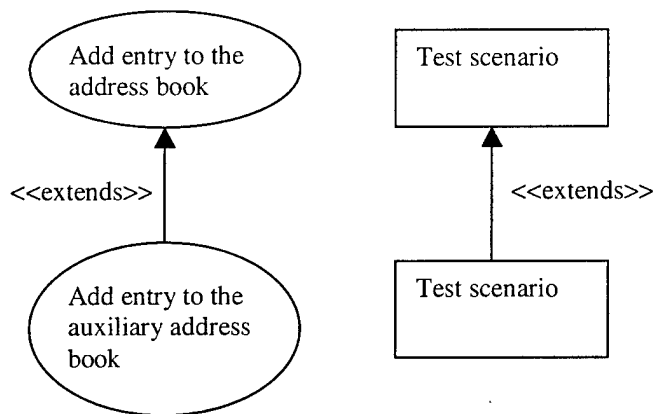 Add entry to the
address book
Test scenario
<<extends>>
<<extends>>
Add entry to the
auxiliary address
book
Test scenario